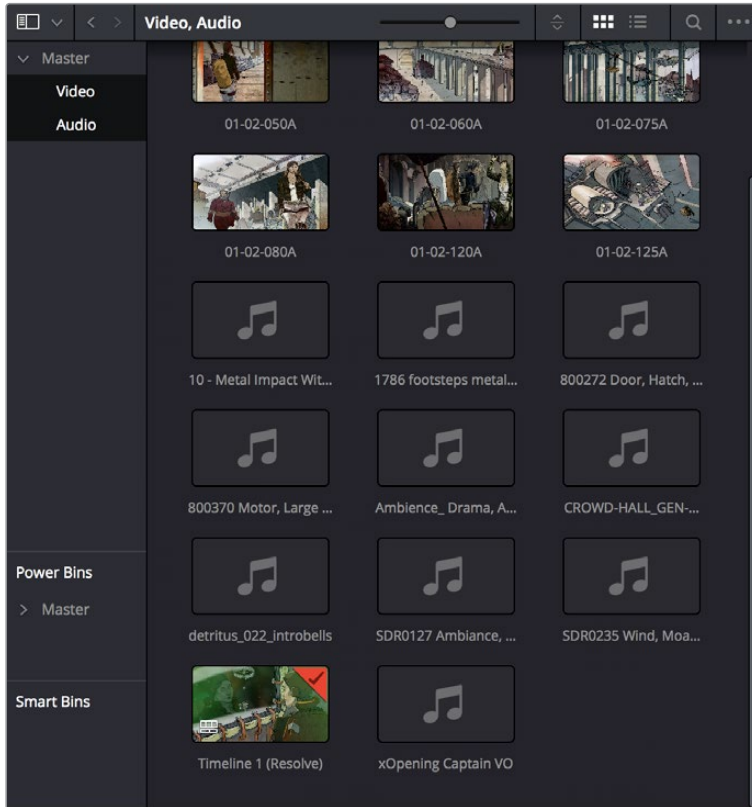 Video, Audio
Master
Video
Audio
01-02-050A
01-02-060A
01-02-075A
01-02-080A
01-02-120A
01-02-125A
10 - Metal Impact Wit...
1786 footsteps metal...
800272 Door, Hatch, ...
800370 Motor, Large ...
Ambience_ Drama, A...
CROWD-HALL_GEN-...
detritus_022_introbells
SDR0127 Ambiance, ...
SDR0235 Wind, Moa...
Timeline 1 (Resolve)
xOpening Captain VO
Power Bins
Master
Smart Bins